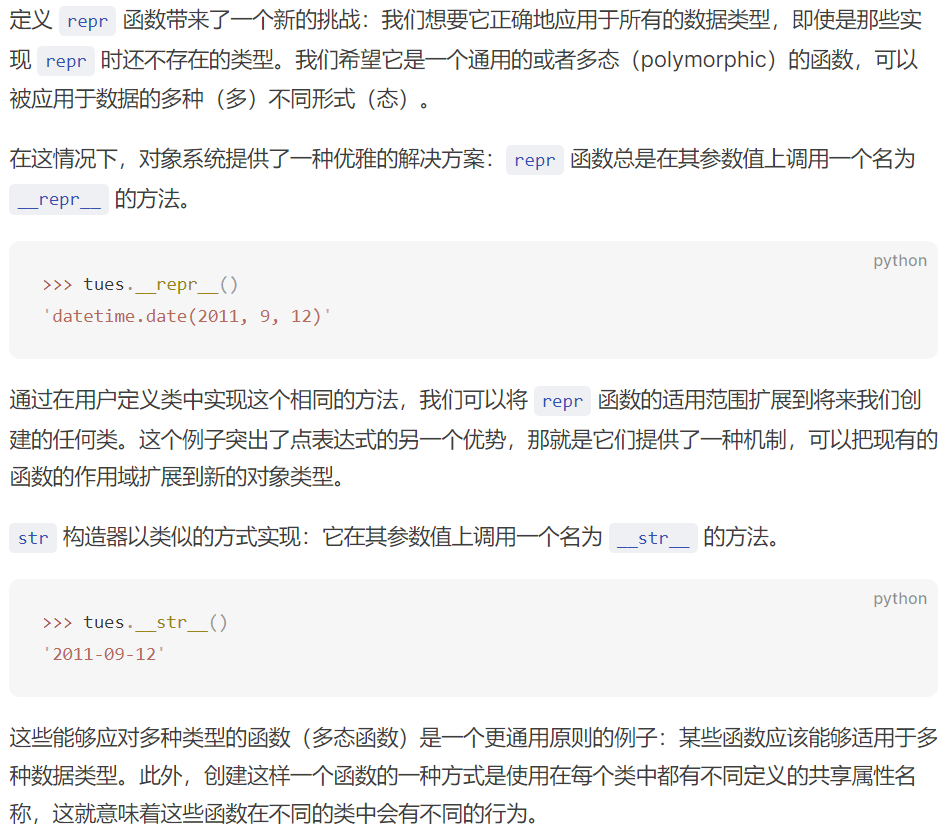 定义 repr 函数带来了一个新的挑战：我们想要它正确地应用于所有的数据类型，即使是那些实
现 repr 时还不存在的类型。我们希望它是一个通用的或者多态（polymorphic）的函数，可以
被应用于数据的多种（多）不同形式（态）。
在这情况下，对象系统提供了一种优雅的解决方案：repr 函数总是在其参数值上调用一个名为
__repr__ 的方法。
python
>>> tues.__repr__()
'datetime.date(2011, 9, 12)'
通过在用户定义类中实现这个相同的方法，我们可以将 repr 函数的适用范围扩展到将来我们创
建的任何类。这个例子突出了点表达式的另一个优势，那就是它们提供了一种机制，可以把现有的
函数的作用域扩展到新的对象类型。
str 构造器以类似的方式实现：它在其参数值上调用一个名为 __str__ 的方法。
python
>>> tues.__str__()
'2011-09-12'
这些能够应对多种类型的函数（多态函数）是一个更通用原则的例子：某些函数应该能够适用于多
种数据类型。此外，创建这样一个函数的一种方式是使用在每个类中都有不同定义的共享属性名
称，这就意味着这些函数在不同的类中会有不同的行为。